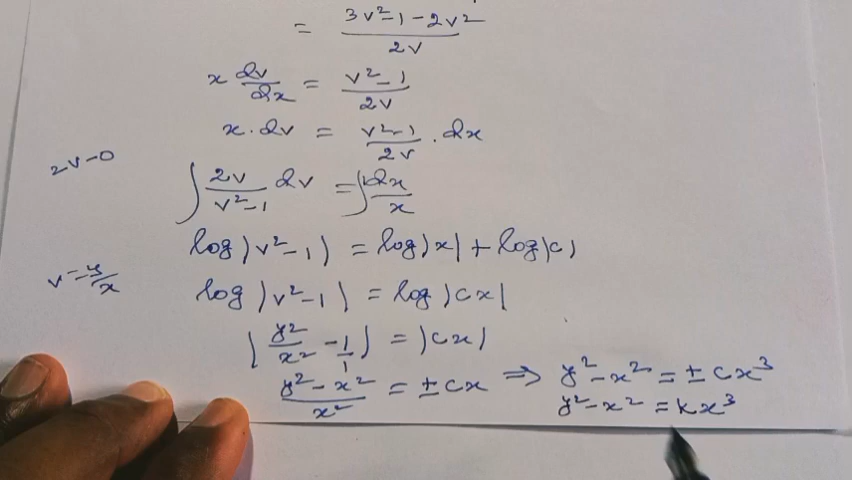 = 3v²-1-2v² / 2v
x dv/dx = v²-1 / 2v
x.dv = v²-1 / 2v . dx
2v-0
∫ 2v / v²-1 dv = ∫ dx / x
log|v²-1| = log|x| + log|c|
v=y/x
log|v²-1| = log|cx|
|y²/x² - 1/1| = |cx|
y²-x² / x² = ±cx ⇒ y²-x² = ±cx³
y²-x² = kx³